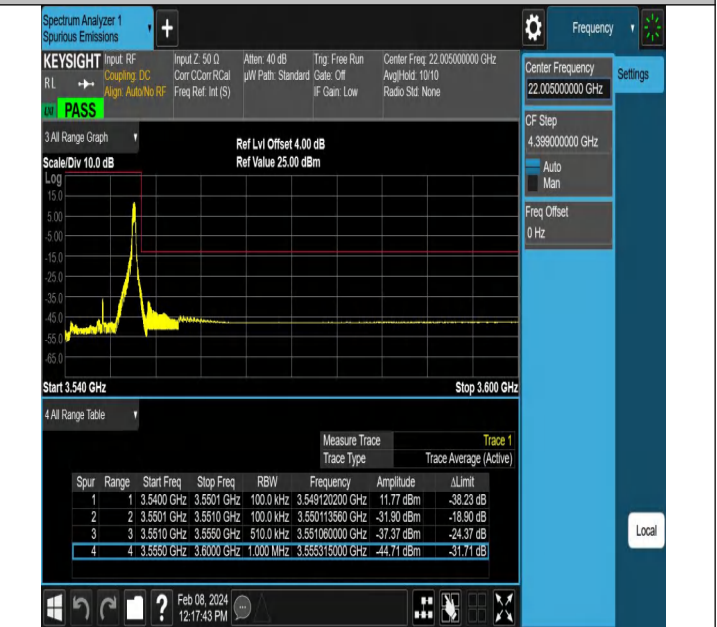 Spectrum Analyzer 1
Spurious Emissions
Frequency
KEYSIGHT
RL
PASS
Input: RF
Coupling: DC
Align: Auto/No RF
Input Z: 50 Ω
Corr CCorr RCal
Freq Ref: Int (S)
Atten: 40 dB
µW Path: Standard
Trig: Free Run
Gate: Off
IF Gain: Low
Center Freq: 22.005000000 GHz
Avg|Hold: 10/10
Radio Std: None
Center Frequency
22.005000000 GHz
Settings
CF Step
4.399000000 GHz
Auto
Man
Freq Offset
0 Hz
3 All Range Graph
Scale/Div 10.0 dB
Ref Lvl Offset 4.00 dB
Ref Value 25.00 dBm
Log
15.0
5.00
-5.00
-15.0
-25.0
-35.0
-45.0
-55.0
-65.0
Start 3.540 GHz
Stop 3.600 GHz
4 All Range Table
Measure Trace Trace 1
Trace Type Trace Average (Active)
Spur Range Start Freq Stop Freq RBW Frequency Amplitude ΔLimit
1 1 3.5400 GHz 3.5501 GHz 100.0 kHz 3.549120200 GHz 11.77 dBm -38.23 dB
2 2 3.5501 GHz 3.5510 GHz 100.0 kHz 3.550113560 GHz -31.90 dBm -18.90 dB
3 3 3.5510 GHz 3.5550 GHz 510.0 kHz 3.551060000 GHz -37.37 dBm -24.37 dB
4 4 3.5550 GHz 3.6000 GHz 1.000 MHz 3.555315000 GHz -44.71 dBm -31.71 dB
Local
Feb 08, 2024
12:17:43 PM